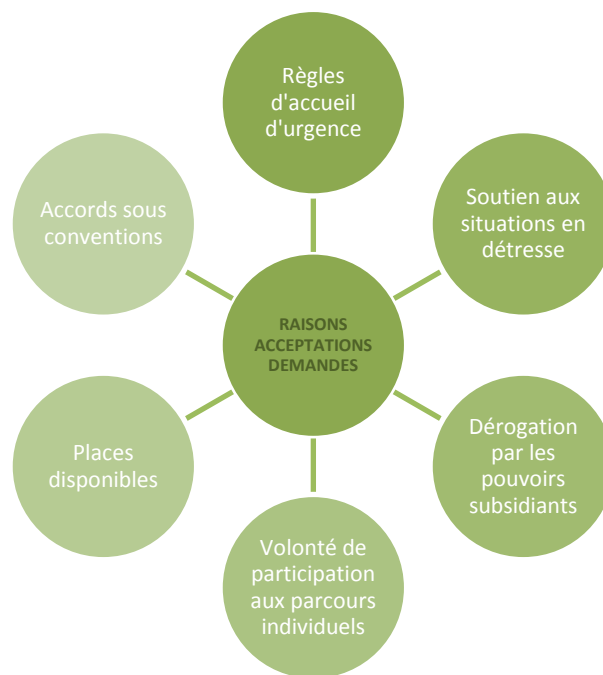 Règles
d'accueil
d'urgence
Soutien aux
situations en
détresse
Dérogation
par les
pouvoirs
subsidiants
Volonté de
participation
aux parcours
individuels
Places
disponibles
Accords sous
conventions
RAISONS
ACCEPTATIONS
DEMANDES